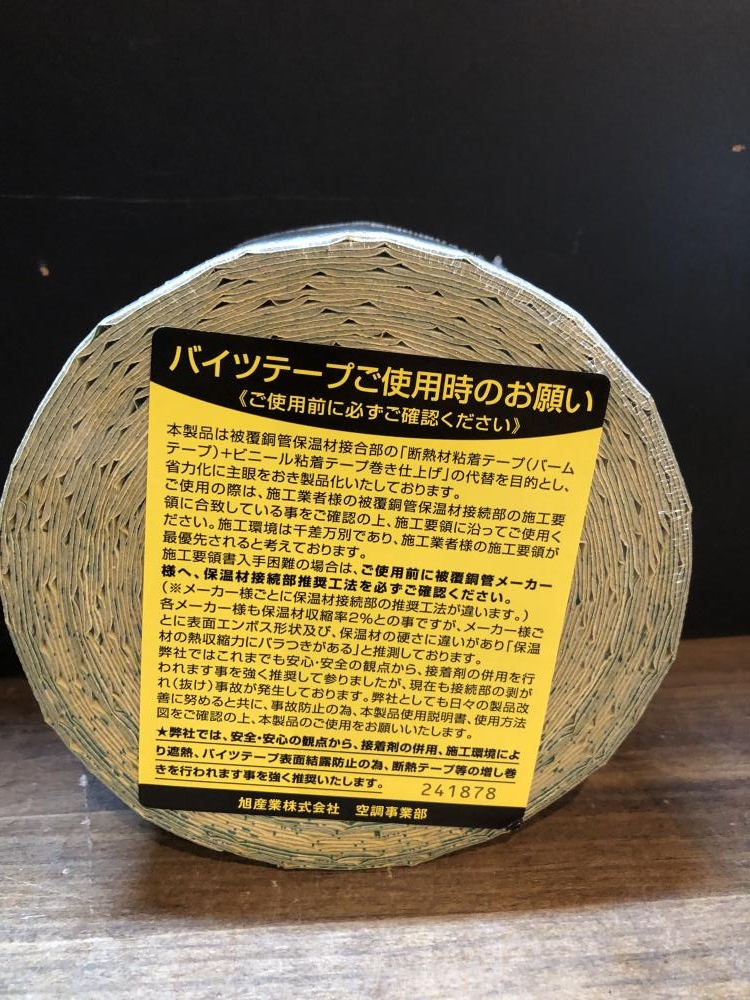 バイツテープご使用時のお願い
《ご使用前に必ずご確認ください》
本製品は被覆銅管保温材接合部の「断熱材粘着テープ(パーム
テープ)+ビニール粘着テープ巻き仕上げ」の代替を目的とし、
省力化に主眼をおき製品化いたしております。
ご使用の際は、施工業者様の被覆銅管保温材接続部の施工要
領に合致している事をご確認の上、施工要領に沿ってご使用く
ださい。施工環境は千差万別であり、施工業者様の施工要領が
最優先されると考えております。
施工要領書入手困難の場合は、ご使用前に被覆銅管メーカー
様へ、保温材接続部推奨工法を必ずご確認ください。
(※メーカー様ごとに保温材接続部の推奨工法が違います。)
各メーカー様も保温材収縮率2%との事ですが、メーカー様ご
とに表面エンボス形状及び、保温材の硬さに違いがあり「保温
材の熱収縮力にバラつきがある」と推測しております。
弊社ではこれまでも安心・安全の観点から、接着剤の併用を行
われます事を強く推奨して参りましたが、現在も接続部の剥が
れ(抜け)事故が発生しております。弊社としても日々の製品改
善に努めると共に、事故防止の為、本製品使用説明書、使用方法
図をご確認の上、本製品のご使用をお願いいたします。
★弊社では、安全・安心の観点から、接着剤の併用、施工環境によ
り遮熱、バイツテープ表面結露防止の為、断熱テープ等の増し巻
きを行われます事を強く推奨いたします。
241878
旭産業株式会社 空調事業部